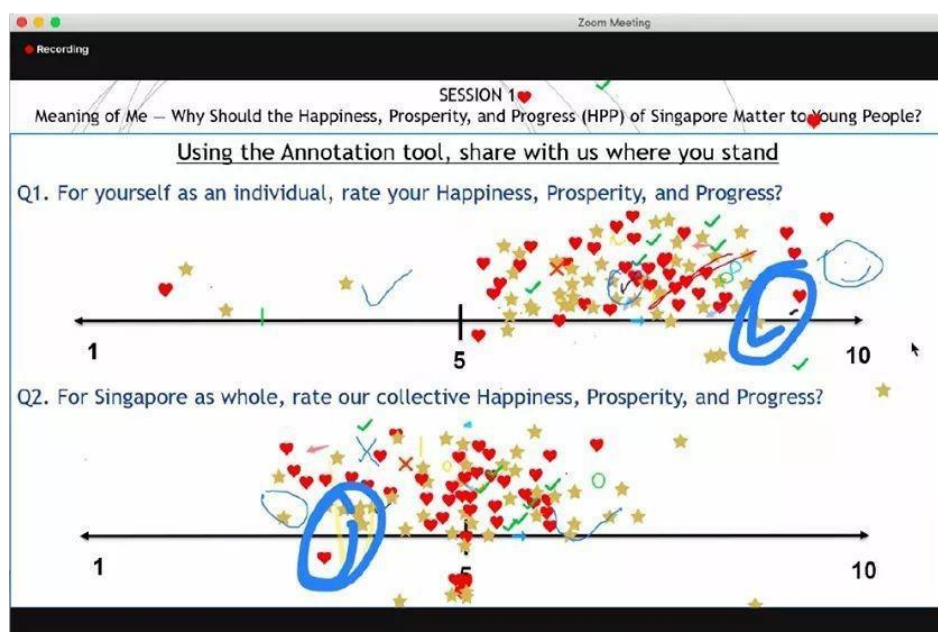 Zoom Meeting
Recording
SESSION 1
Meaning of Me – Why Should the Happiness, Prosperity, and Progress (HPP) of Singapore Matter to Young People?
Using the Annotation tool, share with us where you stand
Q1. For yourself as an individual, rate your Happiness, Prosperity, and Progress?
1 5 10
Q2. For Singapore as whole, rate our collective Happiness, Prosperity, and Progress?
1 5 10